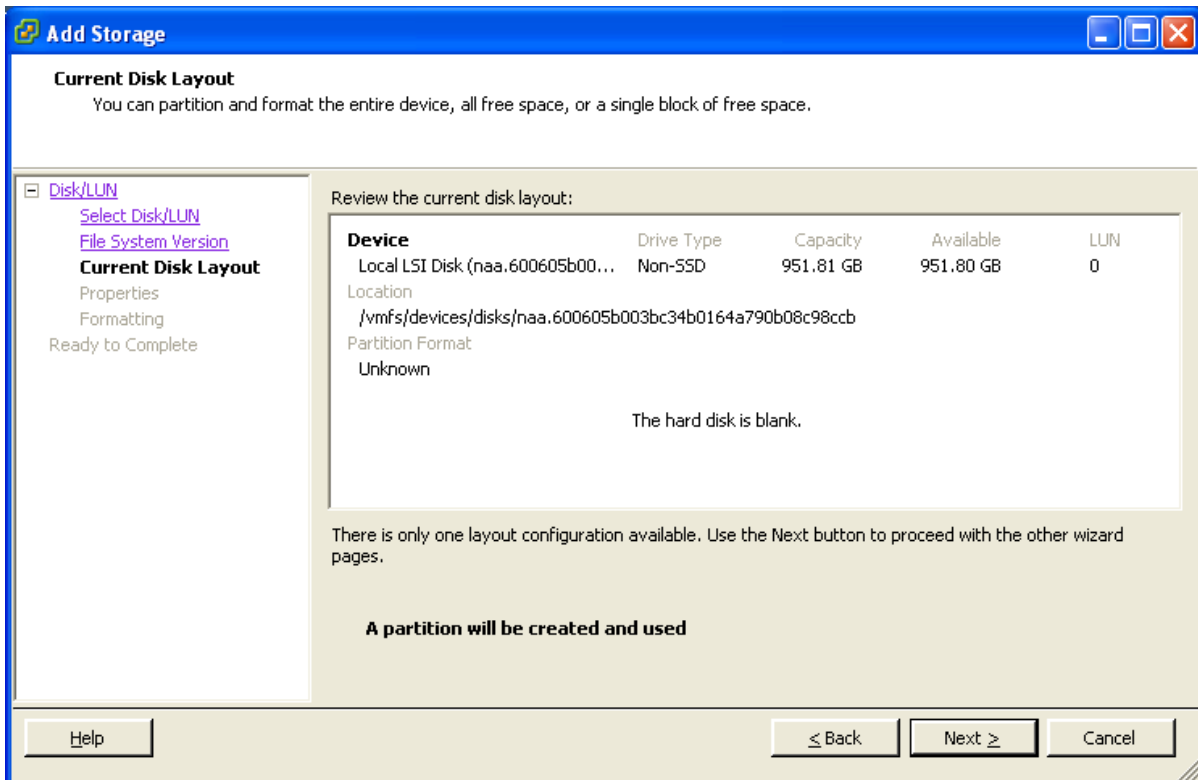 Add Storage
Current Disk Layout
You can partition and format the entire device, all free space, or a single block of free space.
Disk/LUN
Select Disk/LUN
File System Version
Current Disk Layout
Properties
Formatting
Ready to Complete
Review the current disk layout:
Device Drive Type Capacity Available LUN
Local LSI Disk (naa.600605b00... Non-SSD 951.81 GB 951.80 GB 0
Location
/vmfs/devices/disks/naa.600605b003bc34b0164a790b08c98ccb
Partition Format
Unknown
The hard disk is blank.
There is only one layout configuration available. Use the Next button to proceed with the other wizard
pages.
A partition will be created and used
Help < Back Next > Cancel